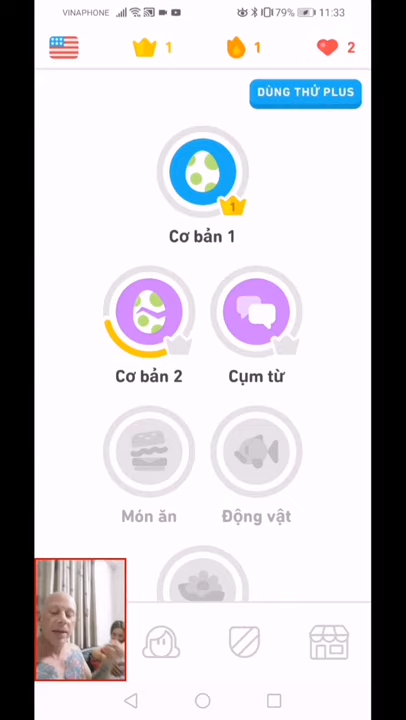 VINAPHONE 79% 11:33
1 1 2
DÙNG THỬ PLUS
1
Cơ bản 1
Cơ bản 2 Cụm từ
Món ăn Động vật